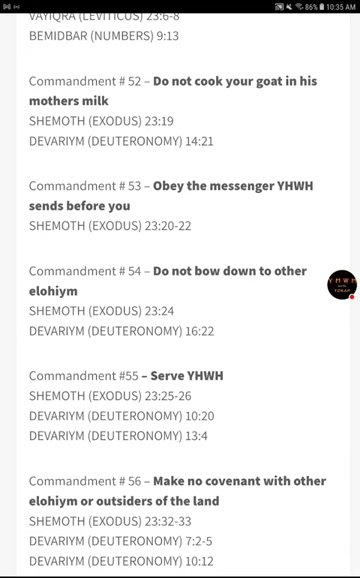 86% 10:35 AM
VAYIQRA (LEVITICUS) 23:6-8
BEMIDBAR (NUMBERS) 9:13
Commandment # 52 – Do not cook your goat in his
mothers milk
SHEMOTH (EXODUS) 23:19
DEVARIYM (DEUTERONOMY) 14:21
Commandment # 53 – Obey the messenger YHWH
sends before you
SHEMOTH (EXODUS) 23:20-22
Commandment # 54 – Do not bow down to other
elohiym
SHEMOTH (EXODUS) 23:24
DEVARIYM (DEUTERONOMY) 16:22
Commandment #55 – Serve YHWH
SHEMOTH (EXODUS) 23:25-26
DEVARIYM (DEUTERONOMY) 10:20
DEVARIYM (DEUTERONOMY) 13:4
Commandment # 56 – Make no covenant with other
elohiym or outsiders of the land
SHEMOTH (EXODUS) 23:32-33
DEVARIYM (DEUTERONOMY) 7:2-5
DEVARIYM (DEUTERONOMY) 10:12